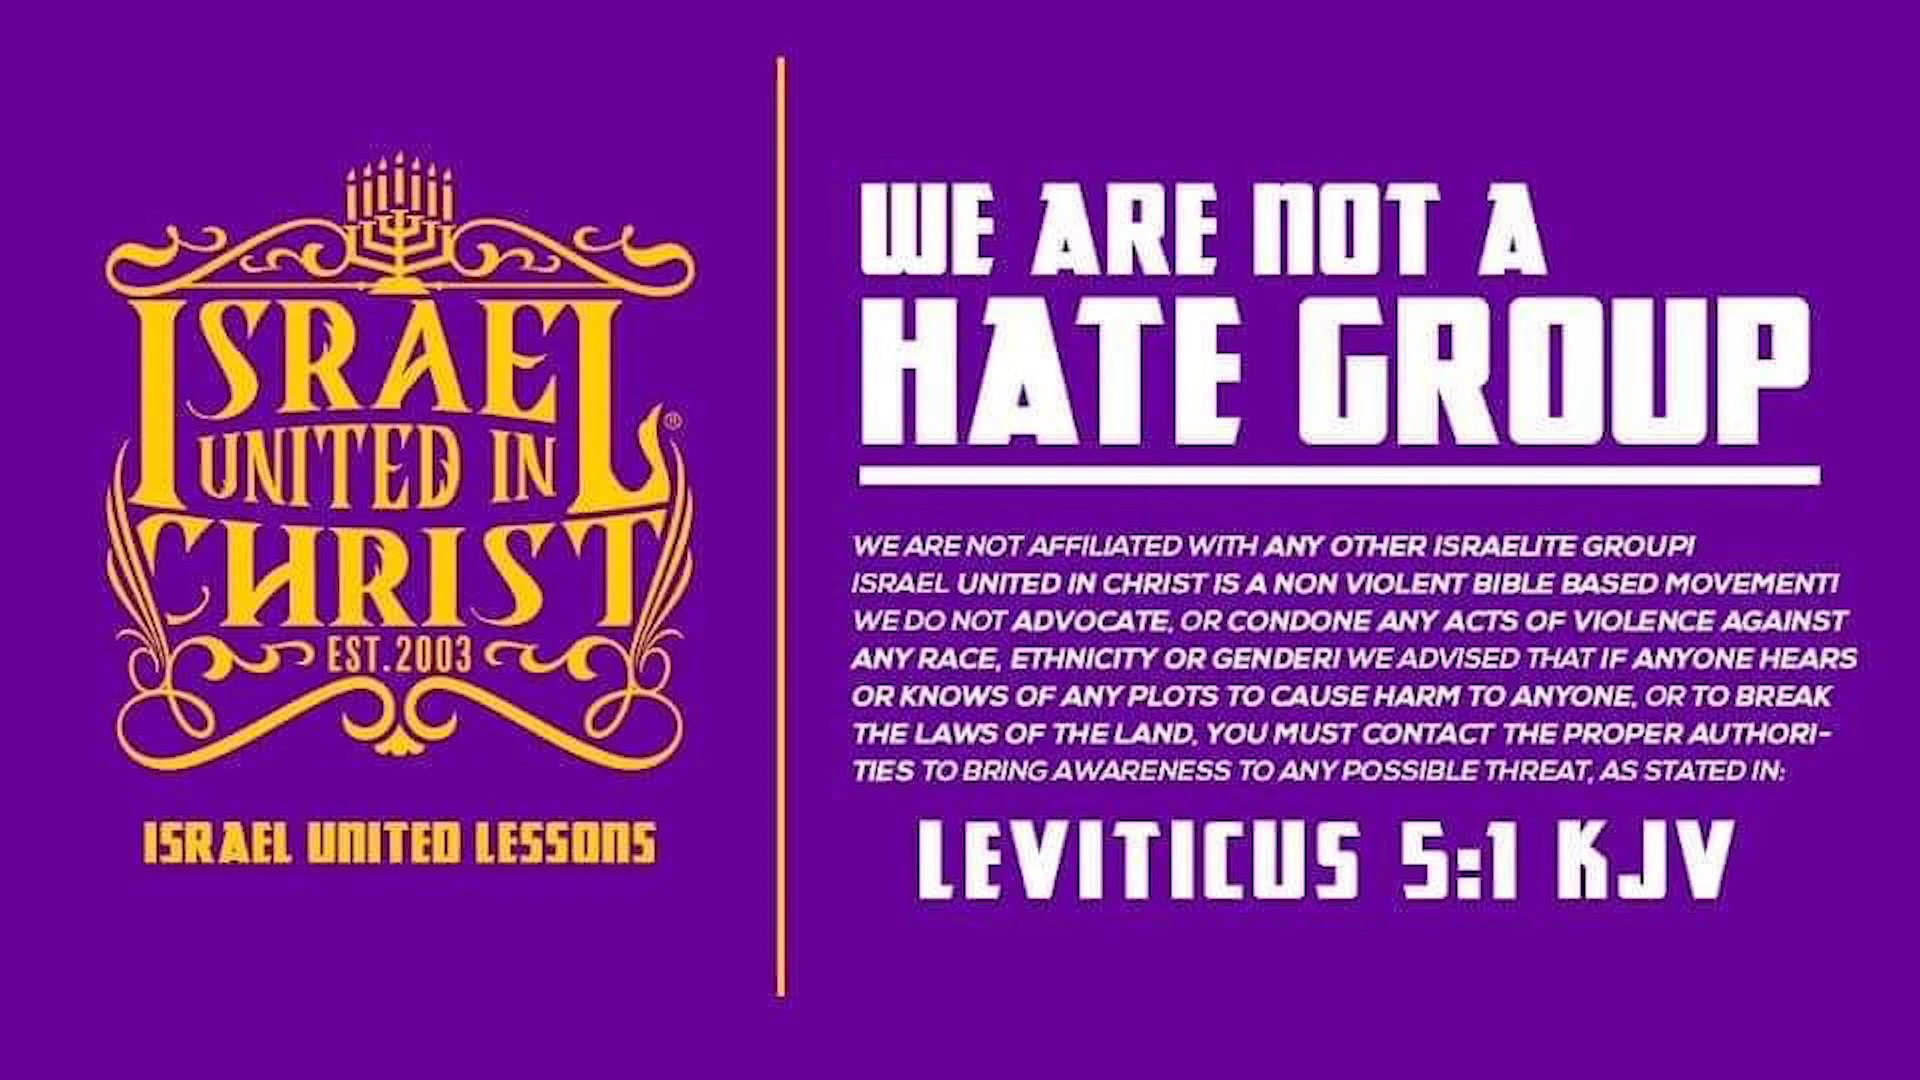 ISRAEL
UNITED IN
CHRIST
®
EST.2003
ISRAEL UNITED LESSONS
WE ARE NOT A
HATE GROUP
WE ARE NOT AFFILIATED WITH ANY OTHER ISRAELITE GROUP!
ISRAEL UNITED IN CHRIST IS A NON VIOLENT BIBLE BASED MOVEMENT!
WE DO NOT ADVOCATE, OR CONDONE ANY ACTS OF VIOLENCE AGAINST
ANY RACE, ETHNICITY OR GENDER! WE ADVISED THAT IF ANYONE HEARS
OR KNOWS OF ANY PLOTS TO CAUSE HARM TO ANYONE, OR TO BREAK
THE LAWS OF THE LAND, YOU MUST CONTACT THE PROPER AUTHORI-
TIES TO BRING AWARENESS TO ANY POSSIBLE THREAT, AS STATED IN:
LEVITICUS 5:1 KJV